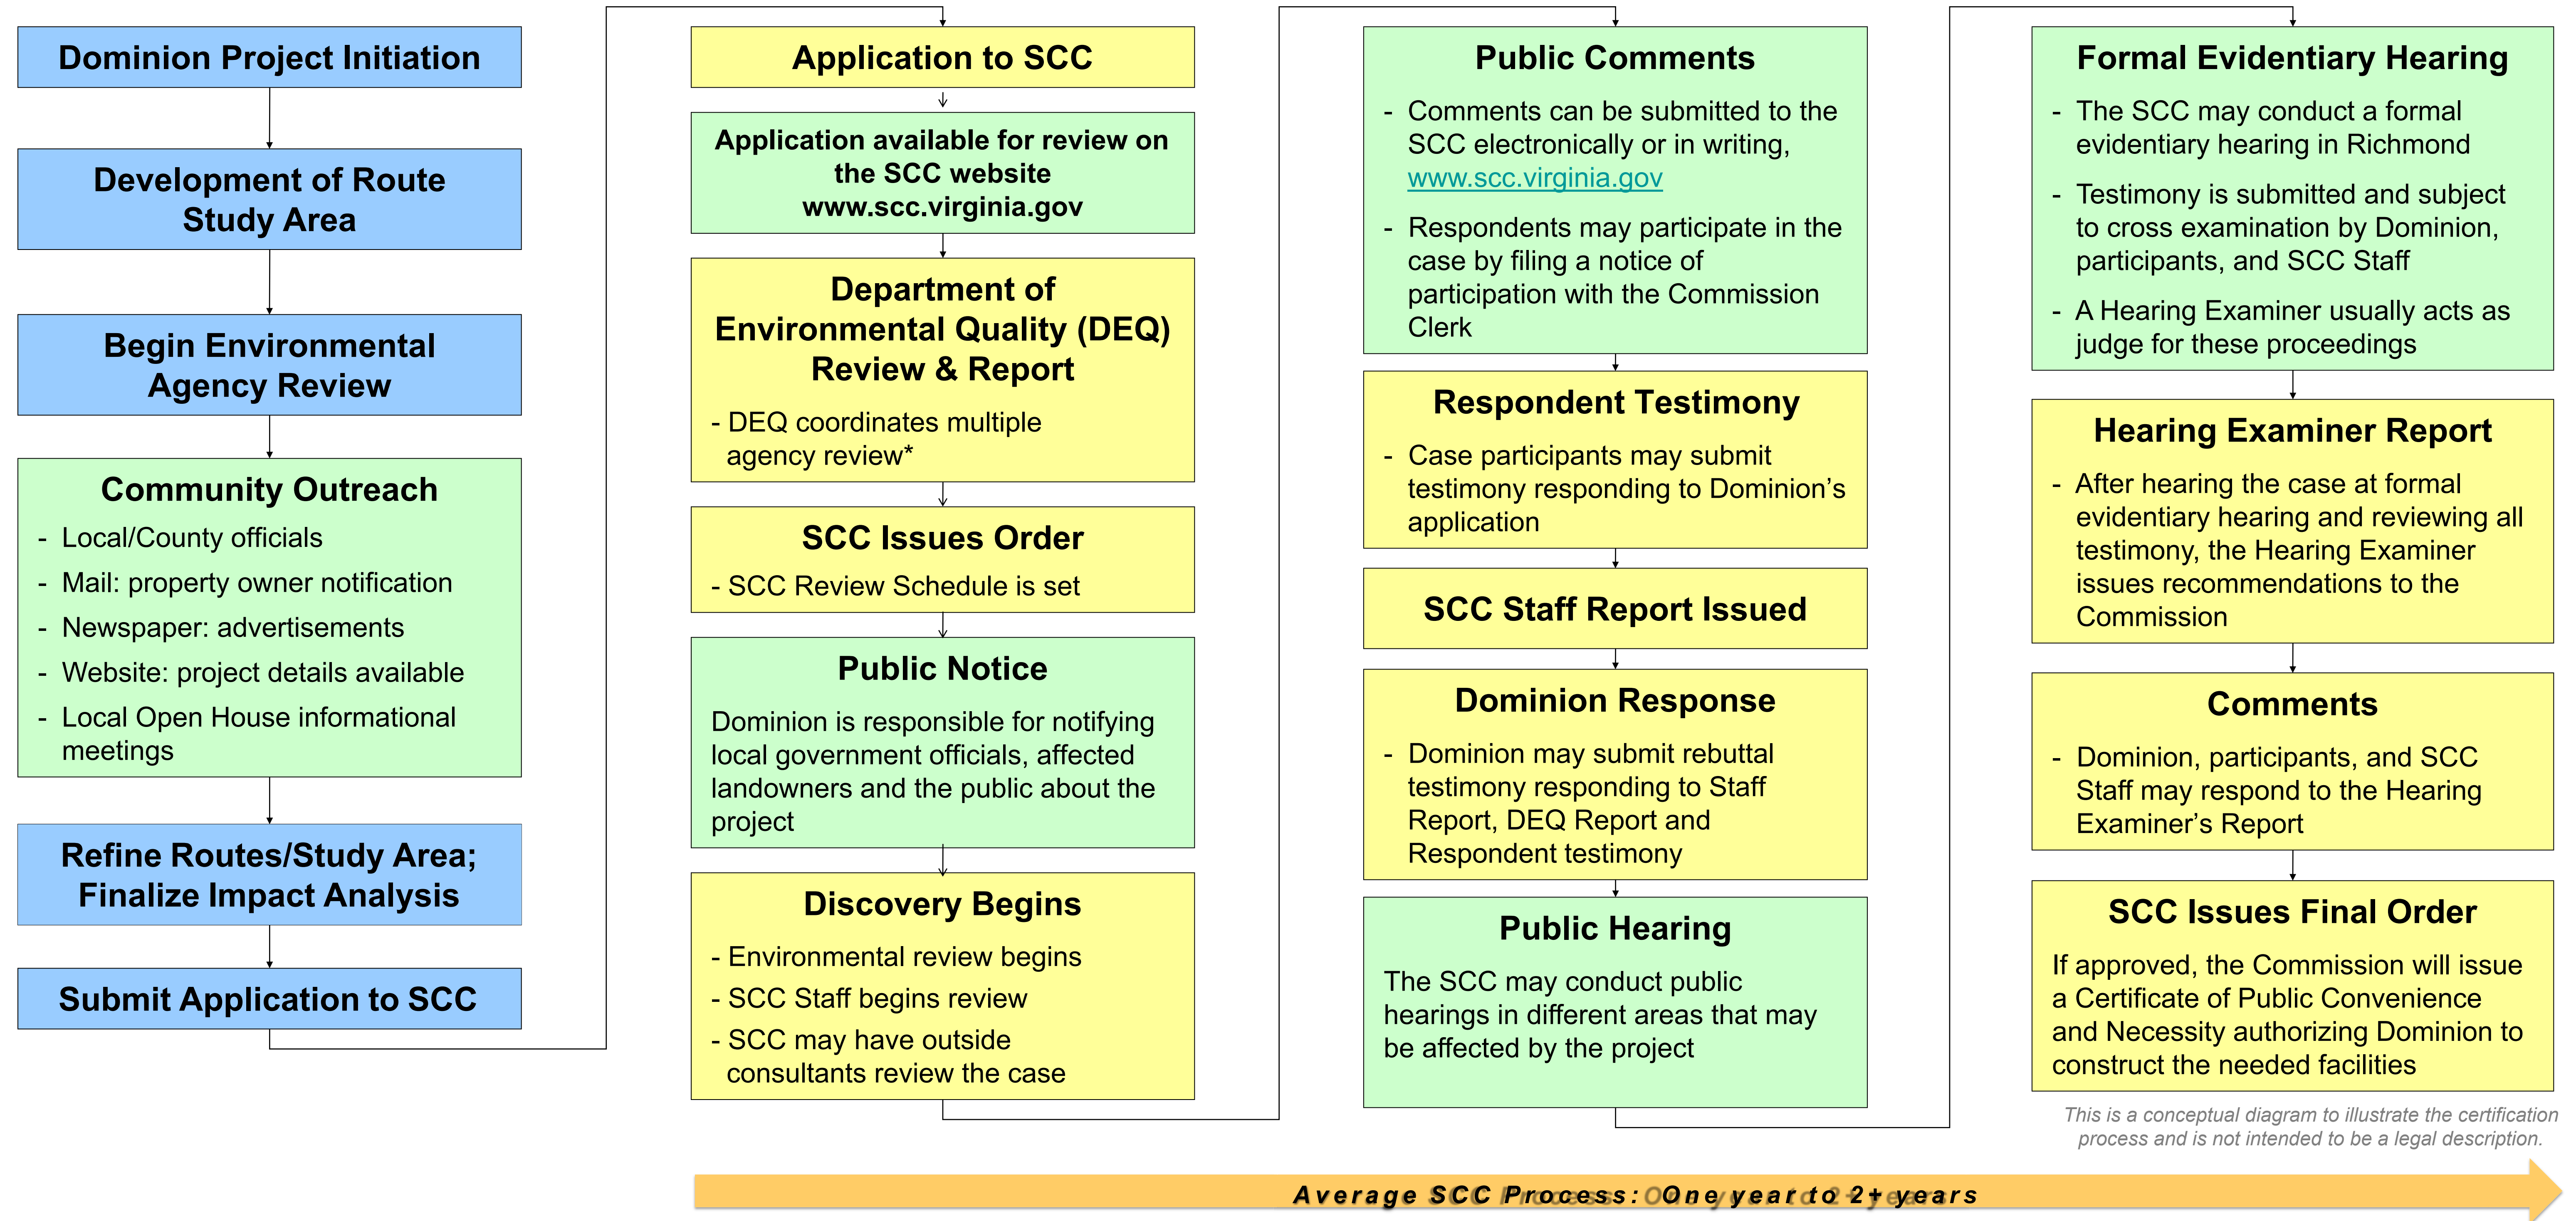 Dominion Project Initiation
Development of Route
Study Area
Begin Environmental
Agency Review
Community Outreach
- Local/County officials
- Mail: property owner notification
- Newspaper: advertisements
- Website: project details available
- Local Open House informational
meetings
Refine Routes/Study Area;
Finalize Impact Analysis
Submit Application to SCC
Application to SCC
Application available for review on
the SCC website
www.scc.virginia.gov
Department of
Environmental Quality (DEQ)
Review & Report
- DEQ coordinates multiple
agency review*
SCC Issues Order
- SCC Review Schedule is set
Public Notice
Dominion is responsible for notifying
local government officials, affected
landowners and the public about the
project
Discovery Begins
- Environmental review begins
- SCC Staff begins review
- SCC may have outside
consultants review the case
Public Comments
- Comments can be submitted to the
SCC electronically or in writing,
www.scc.virginia.gov
- Respondents may participate in the
case by filing a notice of
participation with the Commission
Clerk
Respondent Testimony
- Case participants may submit
testimony responding to Dominion’s
application
SCC Staff Report Issued
Dominion Response
- Dominion may submit rebuttal
testimony responding to Staff
Report, DEQ Report and
Respondent testimony
Public Hearing
The SCC may conduct public
hearings in different areas that may
be affected by the project
Formal Evidentiary Hearing
- The SCC may conduct a formal
evidentiary hearing in Richmond
- Testimony is submitted and subject
to cross examination by Dominion,
participants, and SCC Staff
- A Hearing Examiner usually acts as
judge for these proceedings
Hearing Examiner Report
- After hearing the case at formal
evidentiary hearing and reviewing all
testimony, the Hearing Examiner
issues recommendations to the
Commission
Comments
- Dominion, participants, and SCC
Staff may respond to the Hearing
Examiner’s Report
SCC Issues Final Order
If approved, the Commission will issue
a Certificate of Public Convenience
and Necessity authorizing Dominion to
construct the needed facilities
This is a conceptual diagram to illustrate the certification
process and is not intended to be a legal description.
Average SCC Process: One year to 2+ years